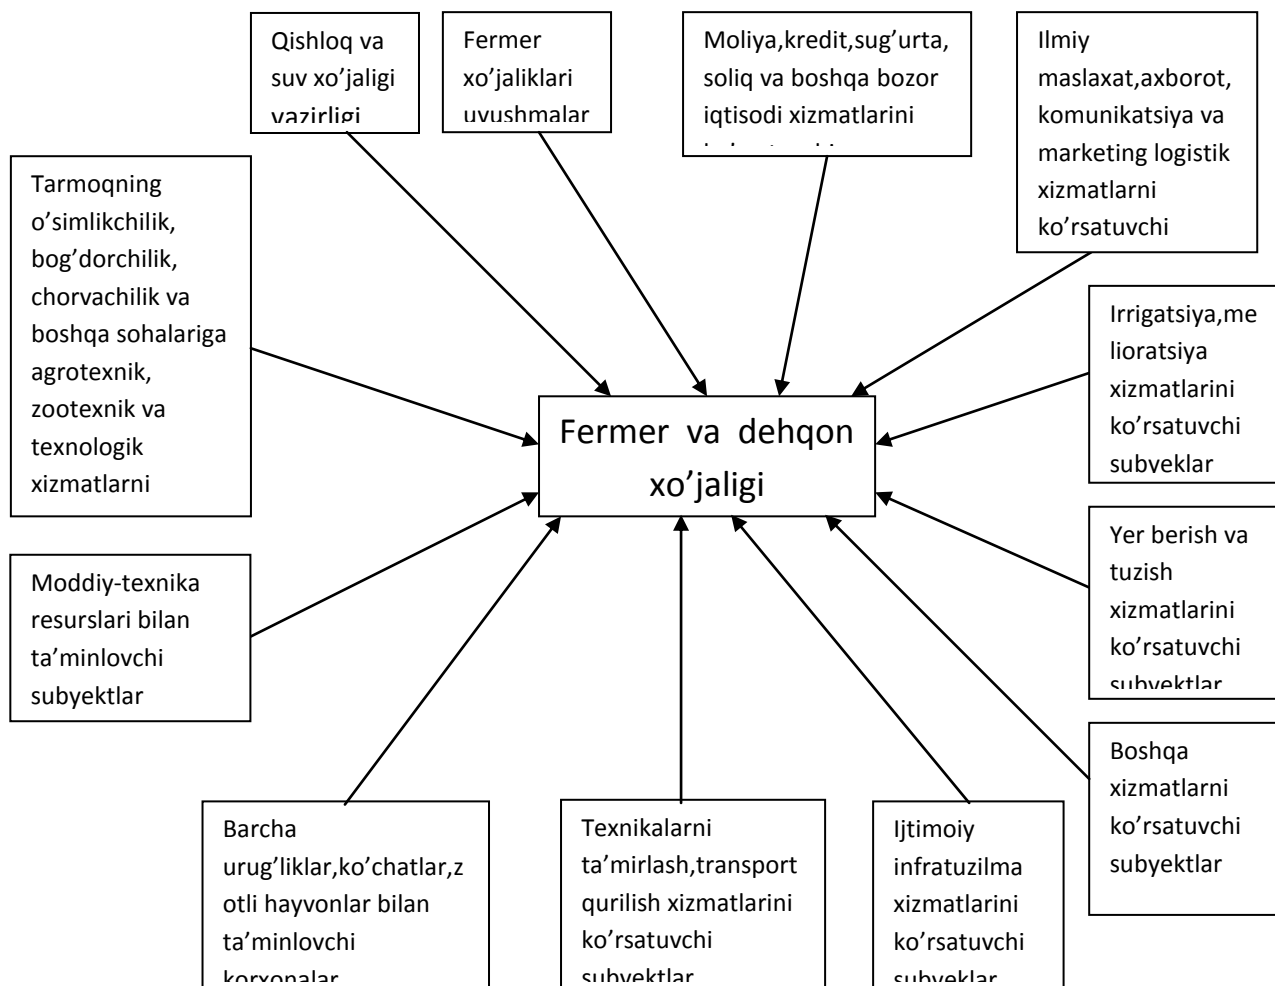 Qishloq va
suv xo’jaligi
vazirligi
Fermer
xo’jaliklari
uyushmalar
Moliya,kredit,sug’urta,
soliq va boshqa bozor
iqtisodi xizmatlarini
Ilmiy
maslaxat,axborot,
komunikatsiya va
marketing logistik
xizmatlarni
ko’rsatuvchi
Tarmoqning
o’simlikchilik,
bog’dorchilik,
chorvachilik va
boshqa sohalariga
agrotexnik,
zootexnik va
texnologik
xizmatlarni
Irrigatsiya,me
lioratsiya
xizmatlarini
ko’rsatuvchi
subyeklar
Fermer va dehqon
xo’jaligi
Moddiy-texnika
resurslari bilan
ta’minlovchi
subyektlar
Yer berish va
tuzish
xizmatlarini
ko’rsatuvchi
subyektlar
Boshqa
xizmatlarni
ko’rsatuvchi
subyektlar
Barcha
urug’liklar,ko’chatlar,z
otli hayvonlar bilan
ta’minlovchi
korxonalar
Texnikalarni
ta’mirlash,transport
qurilish xizmatlarini
ko’rsatuvchi
subyektlar
Ijtimoiy
infratuzilma
xizmatlarini
ko’rsatuvchi
subyeklar